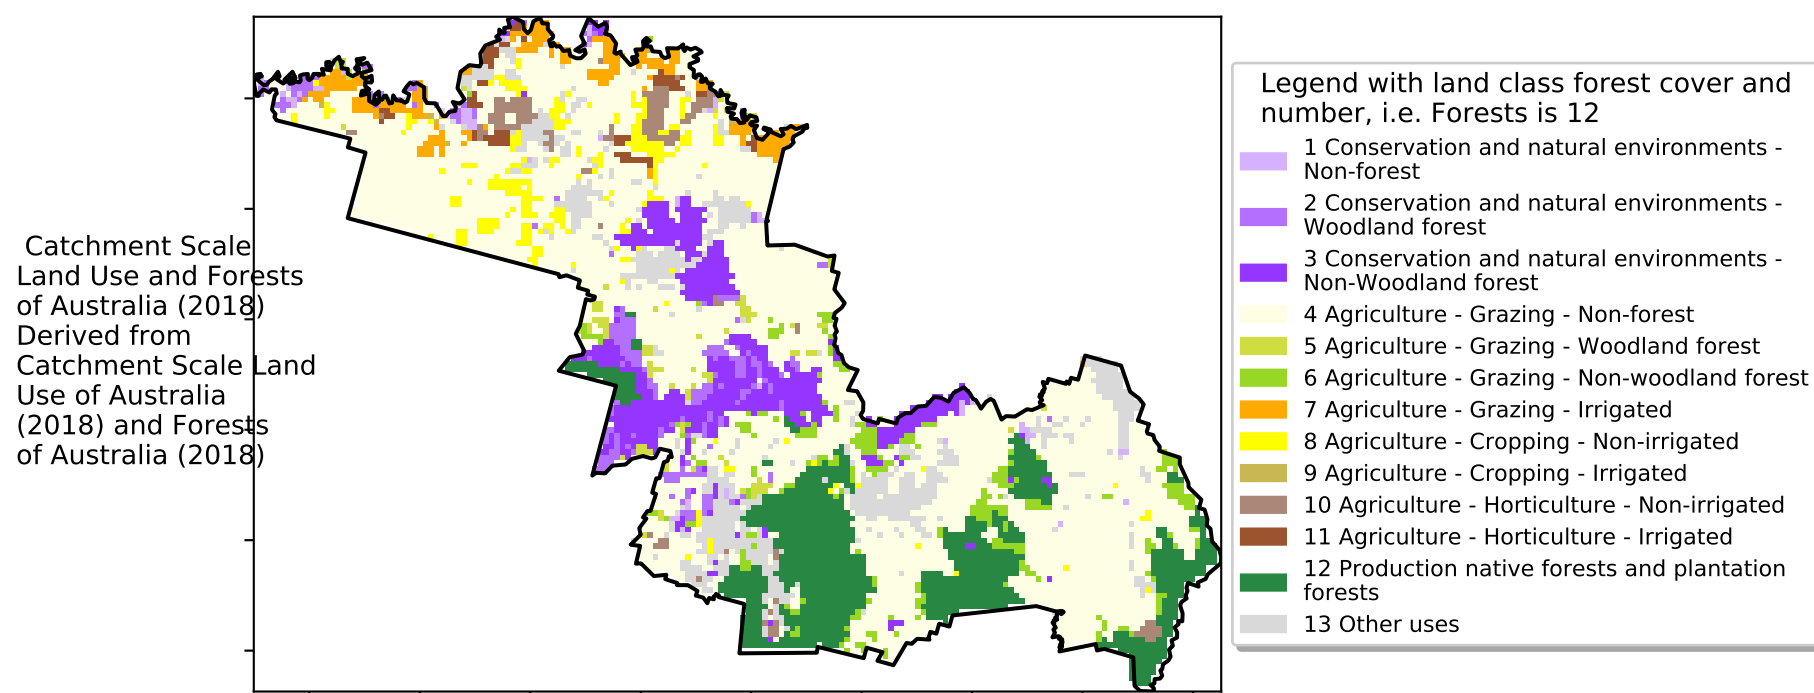 Catchment Scale
Land Use and Forests
of Australia (2018)
Derived from
Catchment Scale Land
Use of Australia
(2018) and Forests
of Australia (2018)
Legend with land class forest cover and
number, i.e. Forests is 12
1 Conservation and natural environments -
Non-forest
2 Conservation and natural environments -
Woodland forest
3 Conservation and natural environments -
Non-Woodland forest
4 Agriculture - Grazing - Non-forest
5 Agriculture - Grazing - Woodland forest
6 Agriculture - Grazing - Non-woodland forest
7 Agriculture - Grazing - Irrigated
8 Agriculture - Cropping - Non-irrigated
9 Agriculture - Cropping - Irrigated
10 Agriculture - Horticulture - Non-irrigated
11 Agriculture - Horticulture - Irrigated
12 Production native forests and plantation
forests
13 Other uses